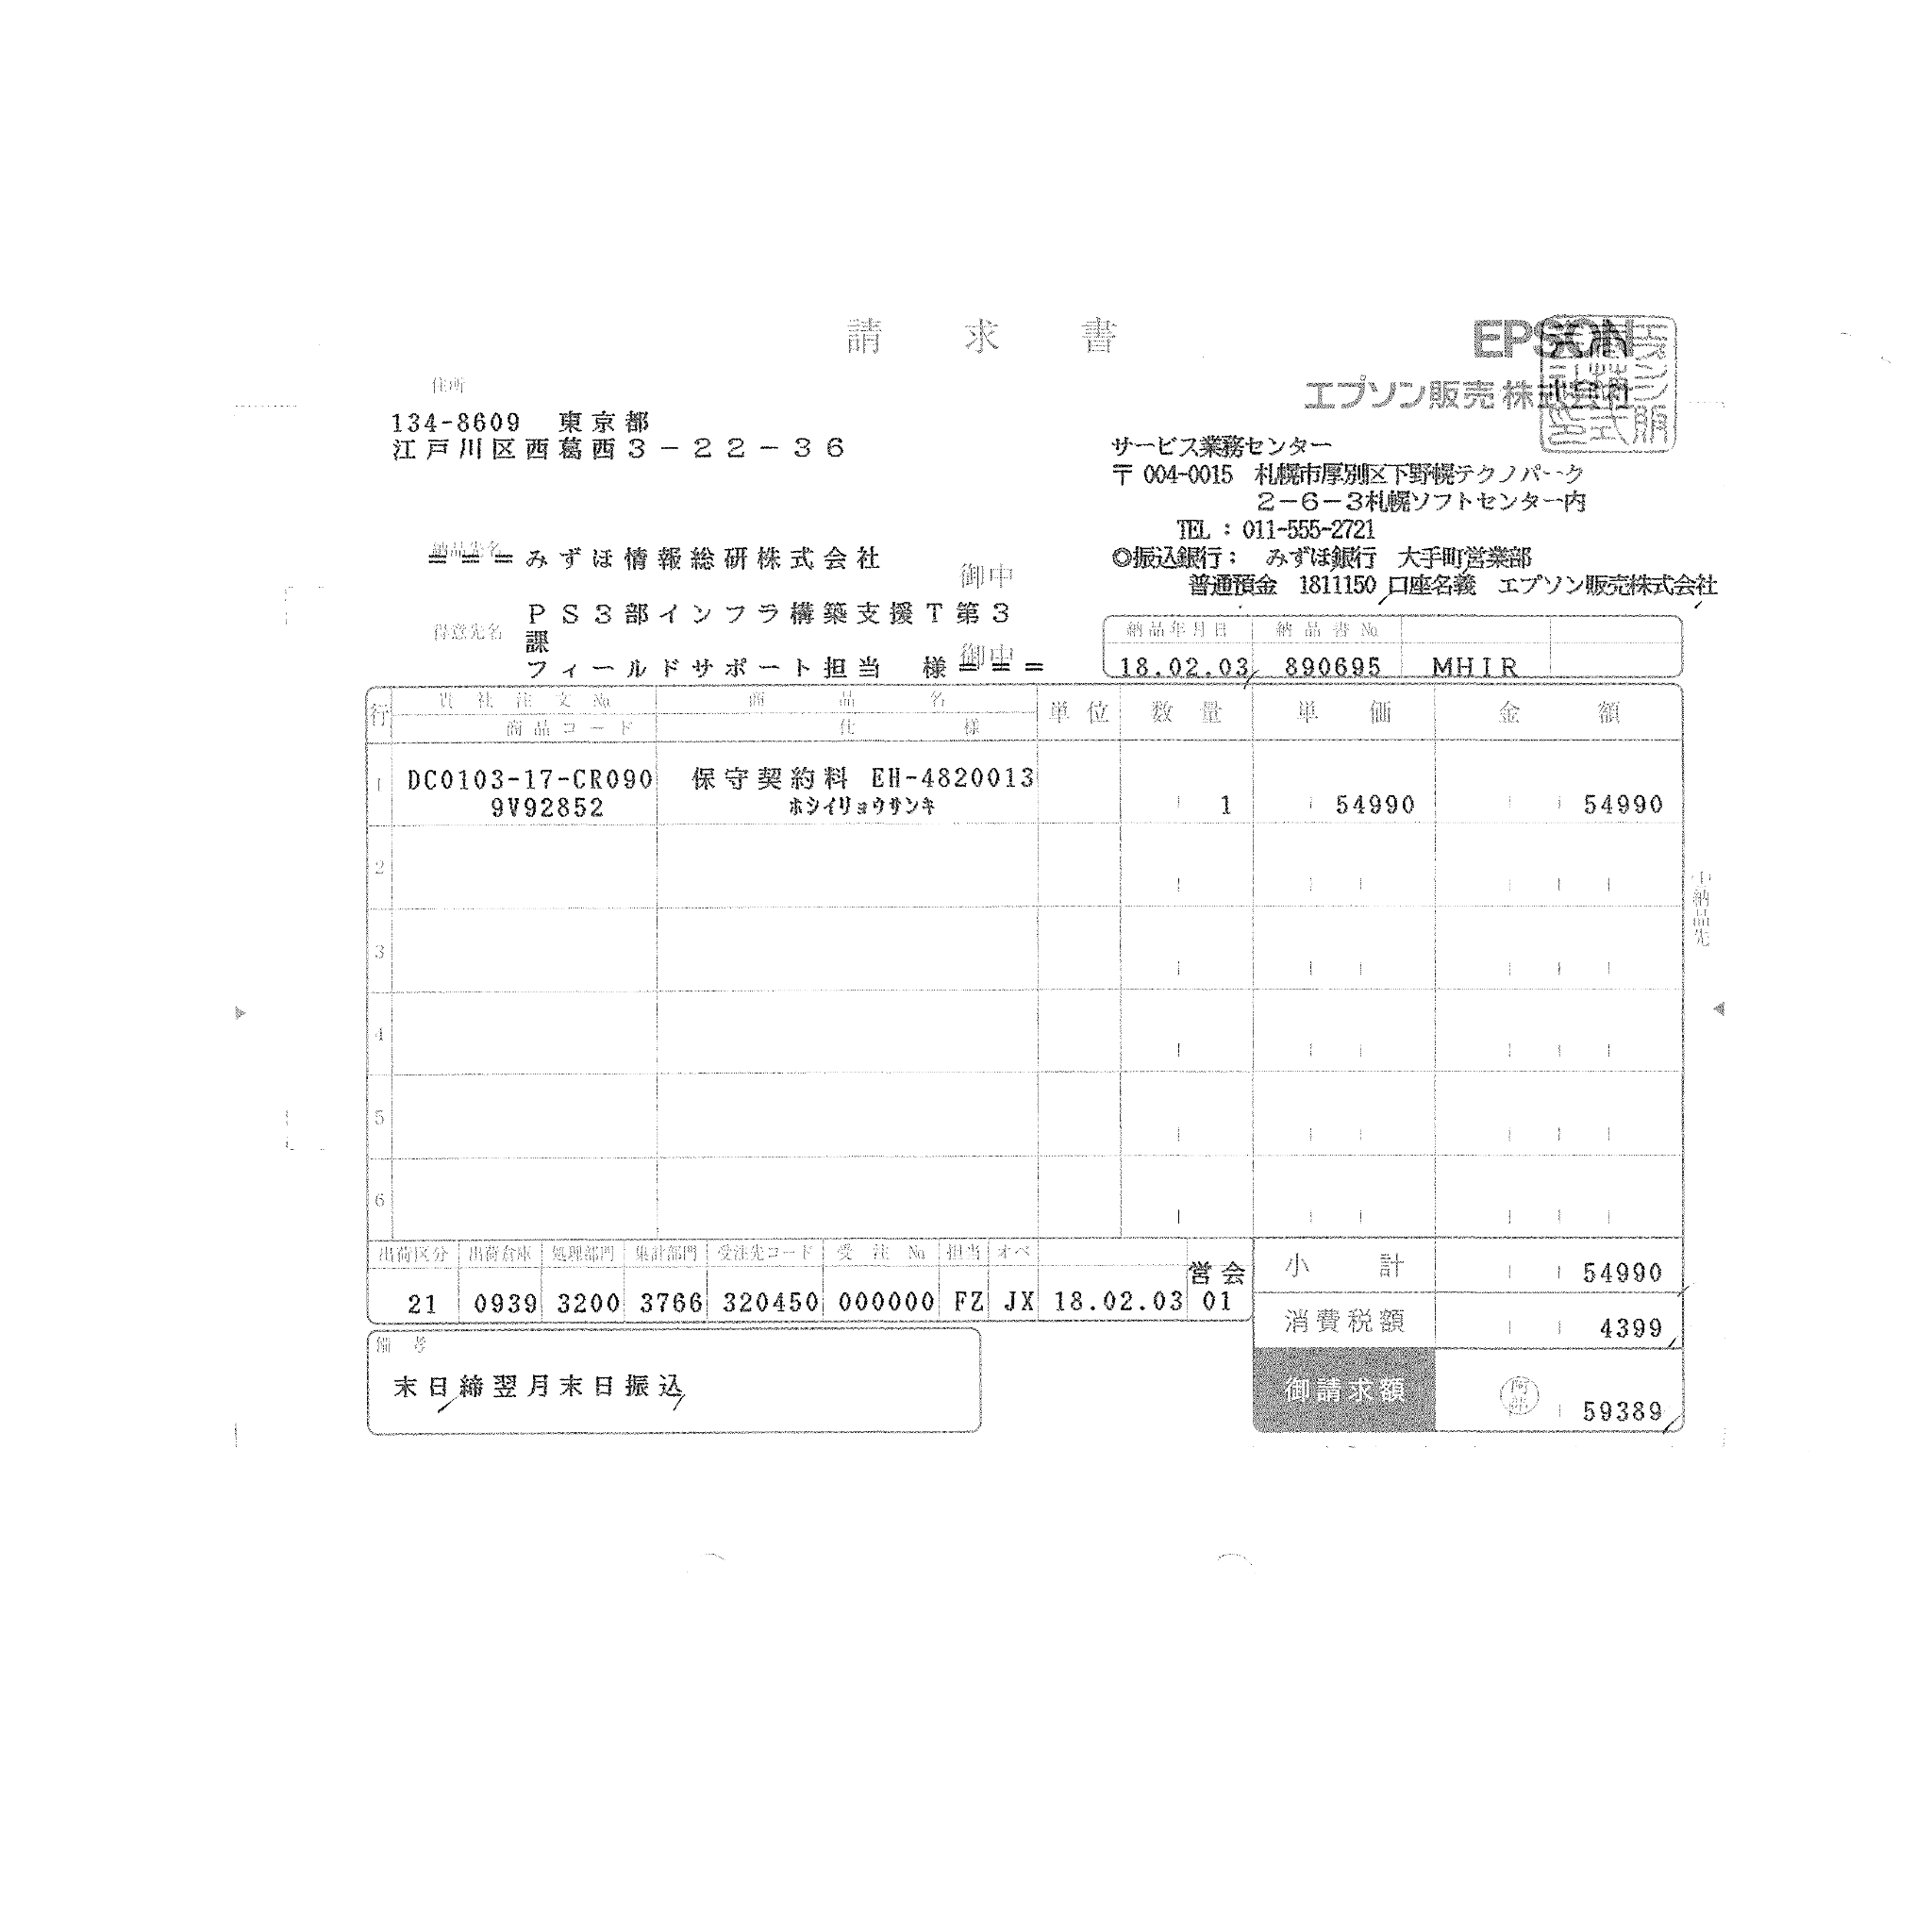 請求書
EPSON
エプソン販売株式会社
住所
134-8609 東京都
江戸川区西葛西3-22-36
サービス業務センター
〒004-0015 札幌市厚別区下野幌テクノパーク
2-6-3札幌ソフトセンター内
TEL:011-555-2721
◎振込銀行: みずほ銀行 大手町営業部
普通預金 1811150 口座名義 エプソン販売株式会社
納品先名
===みずほ情報総研株式会社
御中
PS3部インフラ構築支援T第3
得意先名
課
フィールドサポート担当 様===
御中
納品年月日 納品書No.
18.02.03 890695 MHIR
行 貴社注文No. 商品名 単位 数量 単価 金額
商品コード 仕様
1 DC0103-17-CR090 保守契約料 EH-4820013
9V92852 ホシイリョウサンキ 1 54990 54990
2
3
4
5
6
納品先
出荷区分 出荷倉庫 処理部門 集計部門 受注先コード 受注No. 担当 オペ
営会
21 0939 3200 3766 320450 000000 FZ JX 18.02.03 01
小計 54990
消費税額 4399
御請求額 59389
備考
末日締翌月末日振込